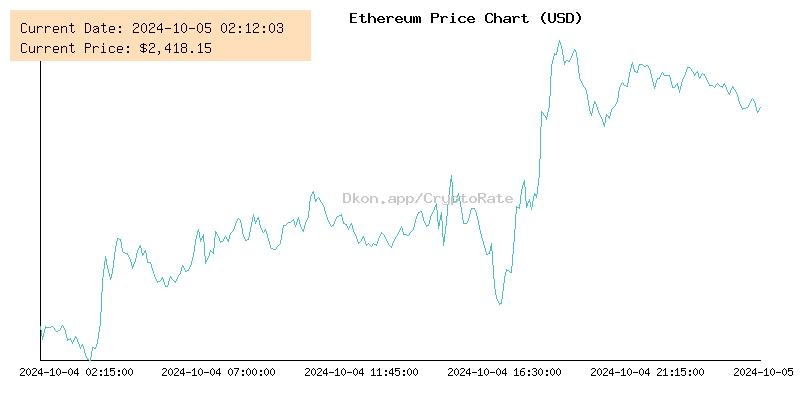 Ethereum Price Chart (USD)
Current Date: 2024-10-05 02:12:03
Current Price: $2,418.15
Dkon.app/CryptoRate
2024-10-04 02:15:00 2024-10-04 07:00:00 2024-10-04 11:45:00 2024-10-04 16:30:00 2024-10-04 21:15:00 2024-10-05